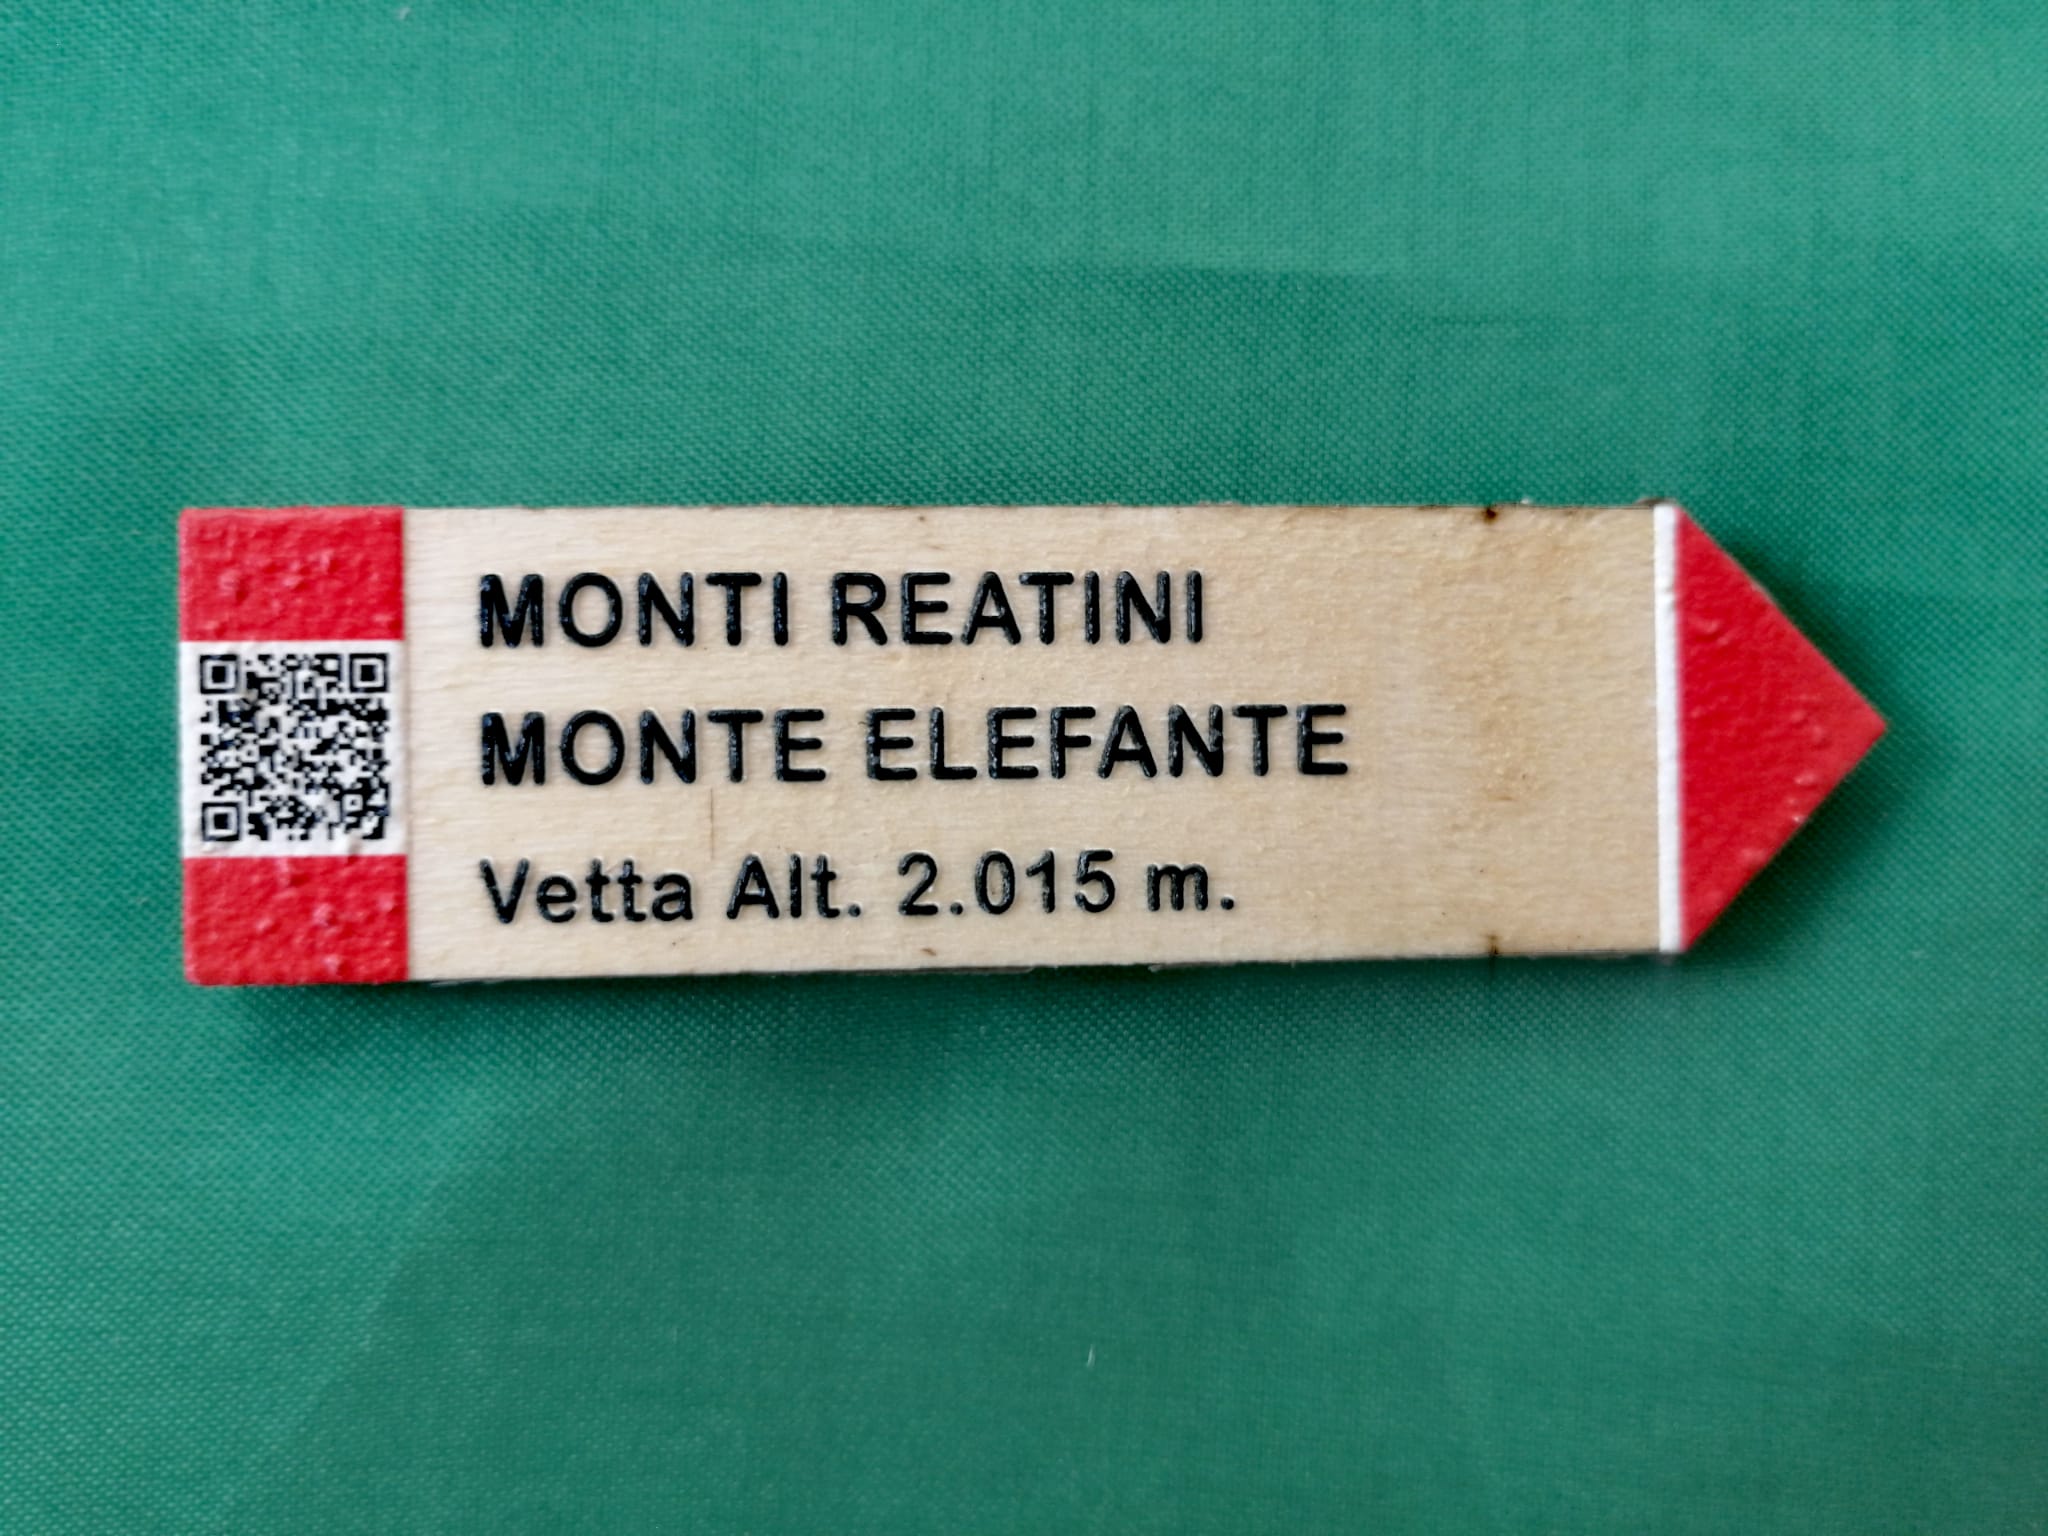 MONTI REATINI
MONTE ELEFANTE
Vetta Alt. 2.015 m.